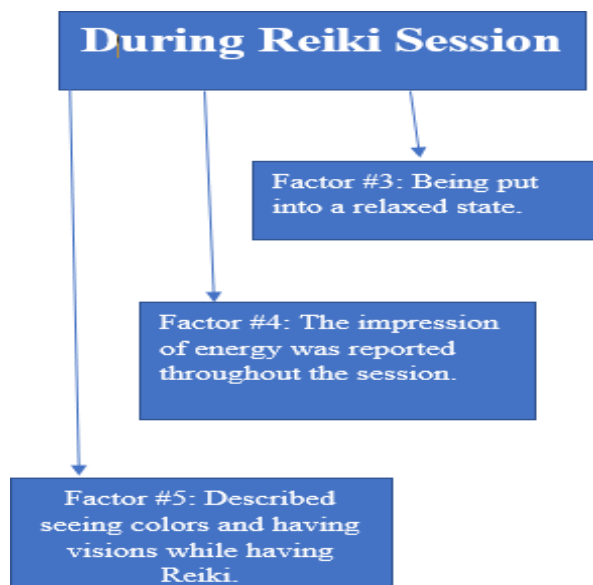 During Reiki Session
Factor #3: Being put
into a relaxed state.
Factor #4: The impression
of energy was reported
throughout the session.
Factor #5: Described
seeing colors and having
visions while having
Reiki.